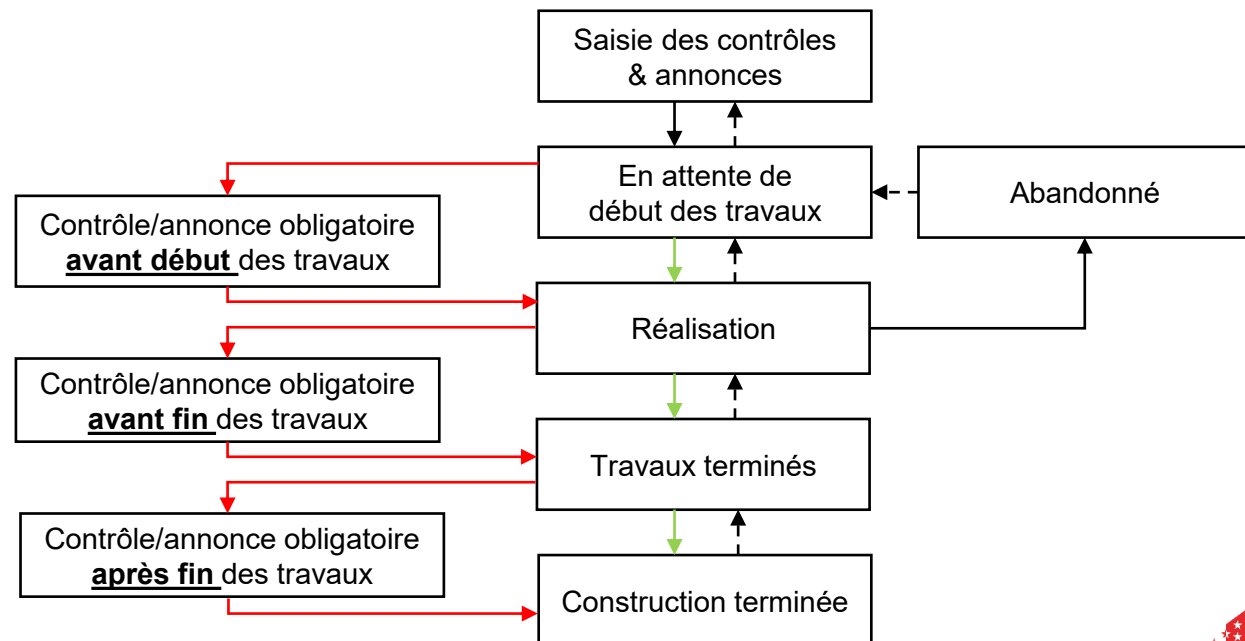 Saisie des contrôles
& annonces
En attente de
début des travaux
Abandonné
Contrôle/annonce obligatoire
avant début des travaux
Réalisation
Contrôle/annonce obligatoire
avant fin des travaux
Travaux terminés
Contrôle/annonce obligatoire
après fin des travaux
Construction terminée